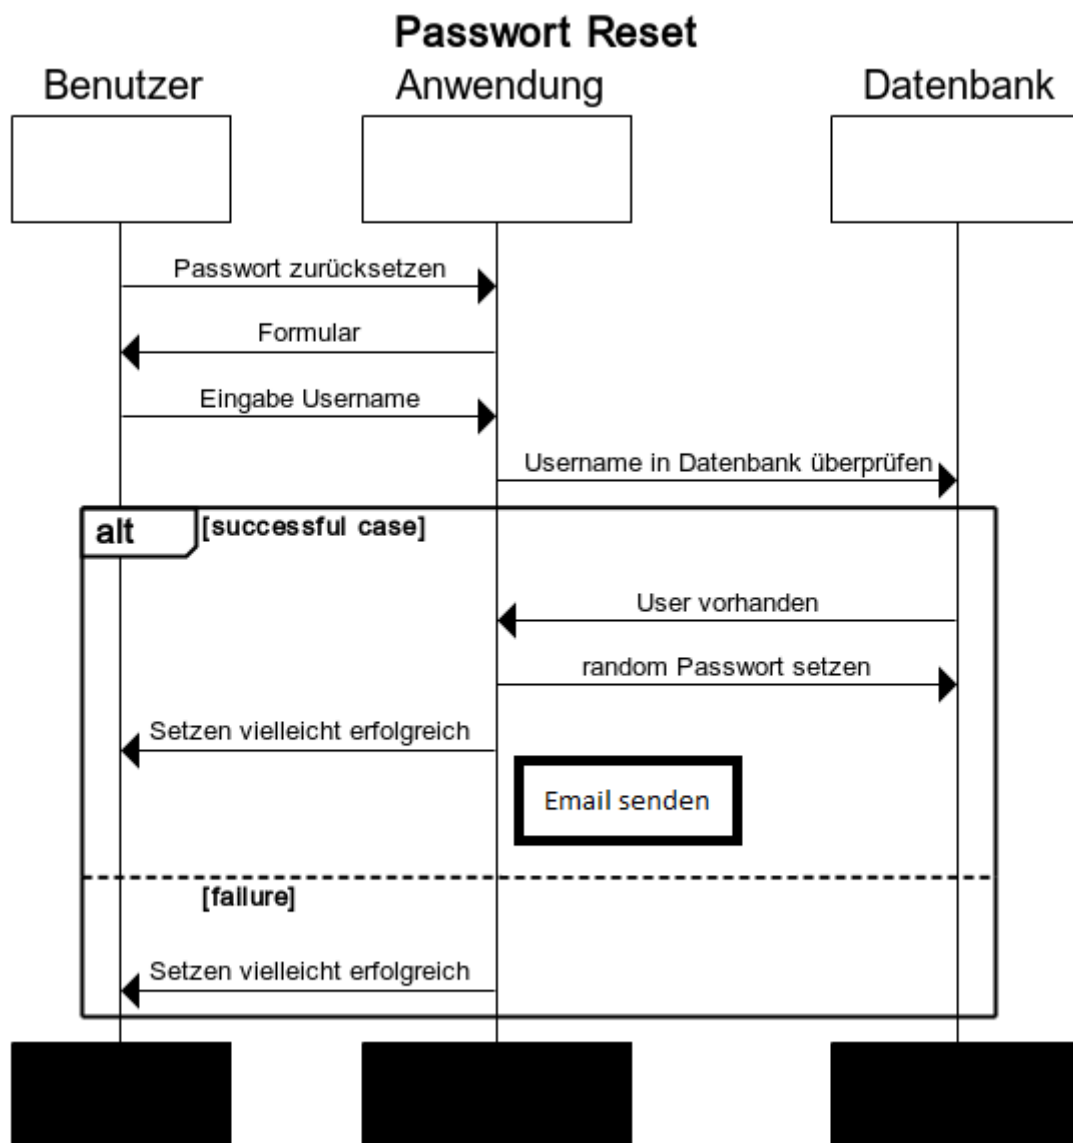 Passwort Reset
Benutzer
Anwendung
Datenbank
Passwort zurücksetzen
Formular
Eingabe Username
Username in Datenbank überprüfen
alt
[successful case]
User vorhanden
random Passwort setzen
Setzen vielleicht erfolgreich
Email senden
[failure]
Setzen vielleicht erfolgreich